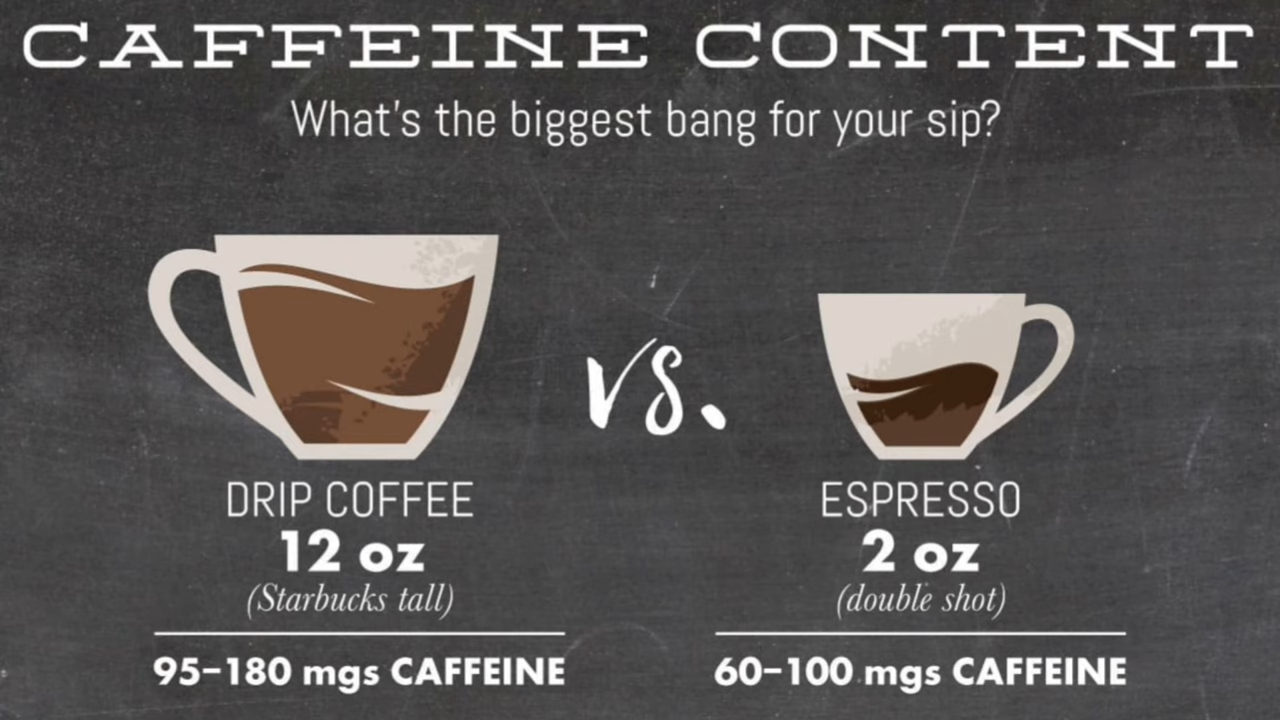 CAFFEINE CONTENT
What's the biggest bang for your sip?
vs.
DRIP COFFEE
12 oz
(Starbucks tall)
95–180 mgs CAFFEINE
ESPRESSO
2 oz
(double shot)
60–100 mgs CAFFEINE